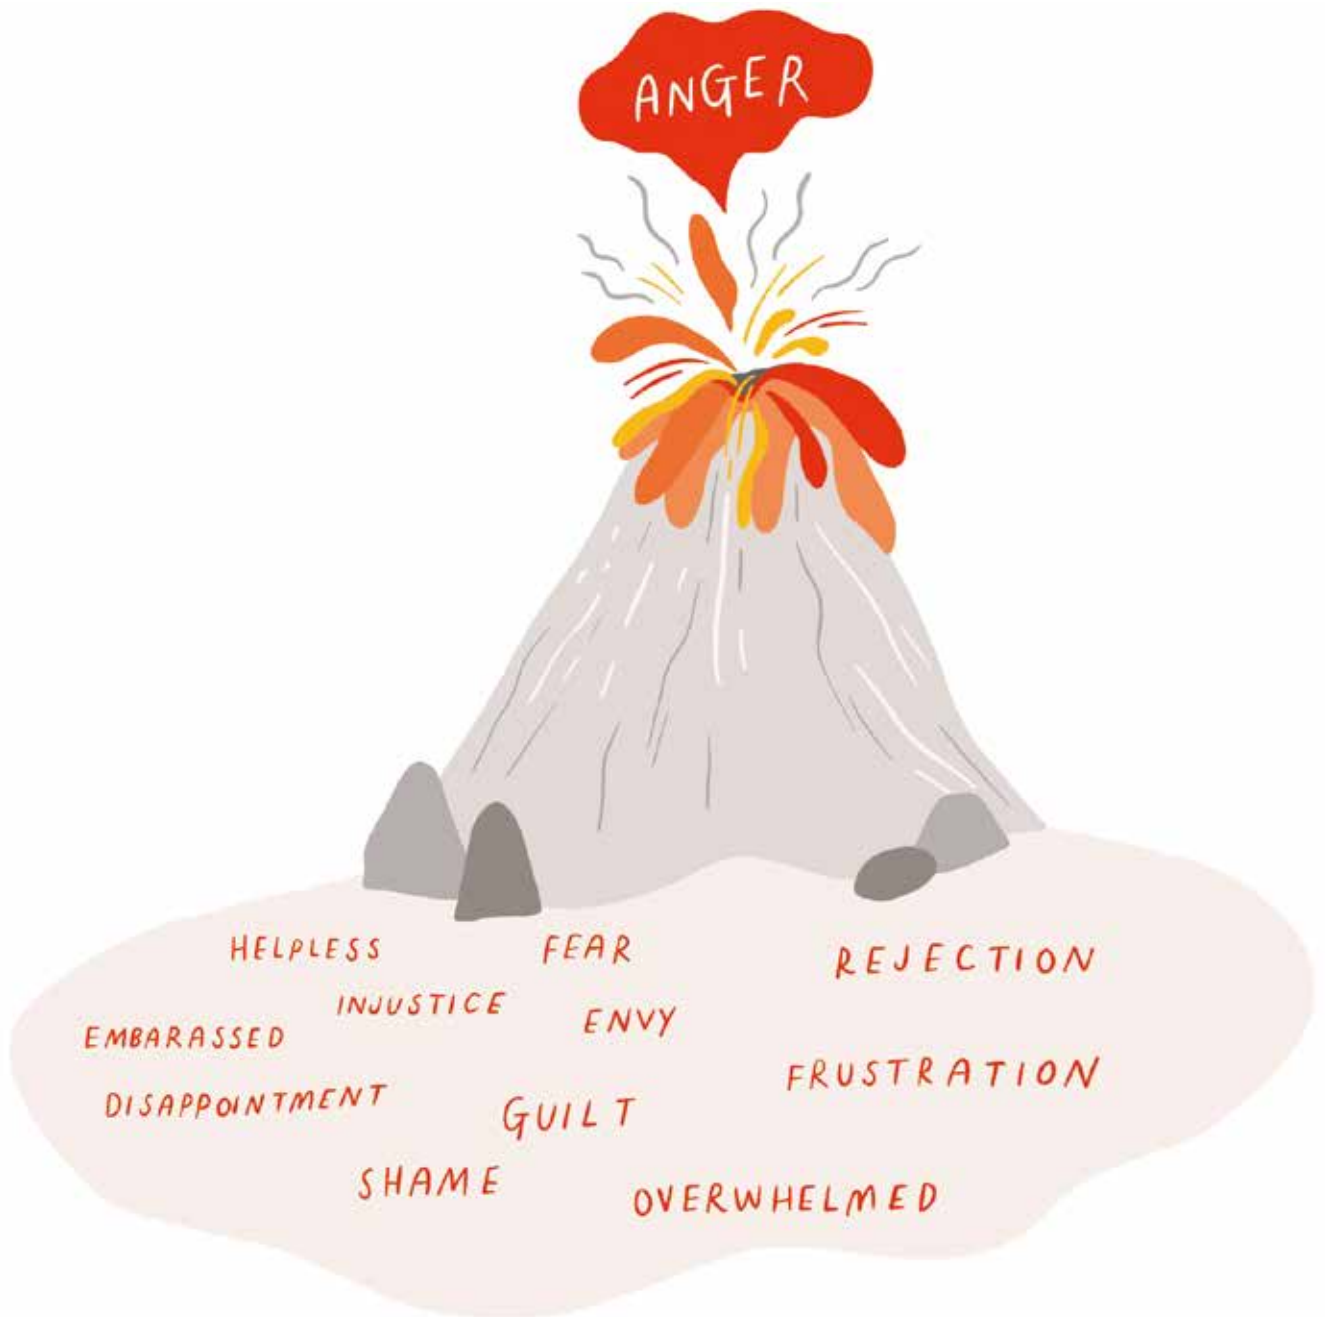 ANGER
HELPLESS
FEAR
REJECTION
INJUSTICE
ENVY
EMBARASSED
FRUSTRATION
DISAPPOINTMENT
GUILT
SHAME
OVERWHELMED